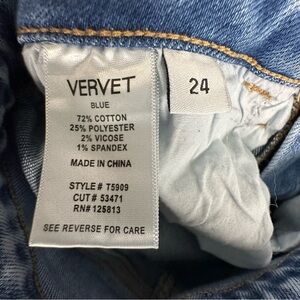 VERVET
BLUE
72% COTTON
25% POLYESTER
2% VICOSE
1% SPANDEX
MADE IN CHINA
STYLE # T5909
CUT # 53471
RN# 125813
SEE REVERSE FOR CARE
24